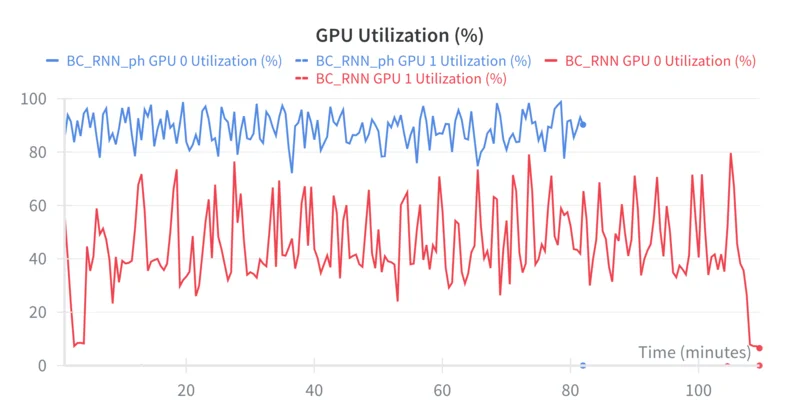 GPU Utilization (%)
BC_RNN_ph GPU 0 Utilization (%) BC_RNN_ph GPU 1 Utilization (%) BC_RNN GPU 0 Utilization (%)
BC_RNN GPU 1 Utilization (%)
100
80
60
40
20
0
Time (minutes)
20 40 60 80 100